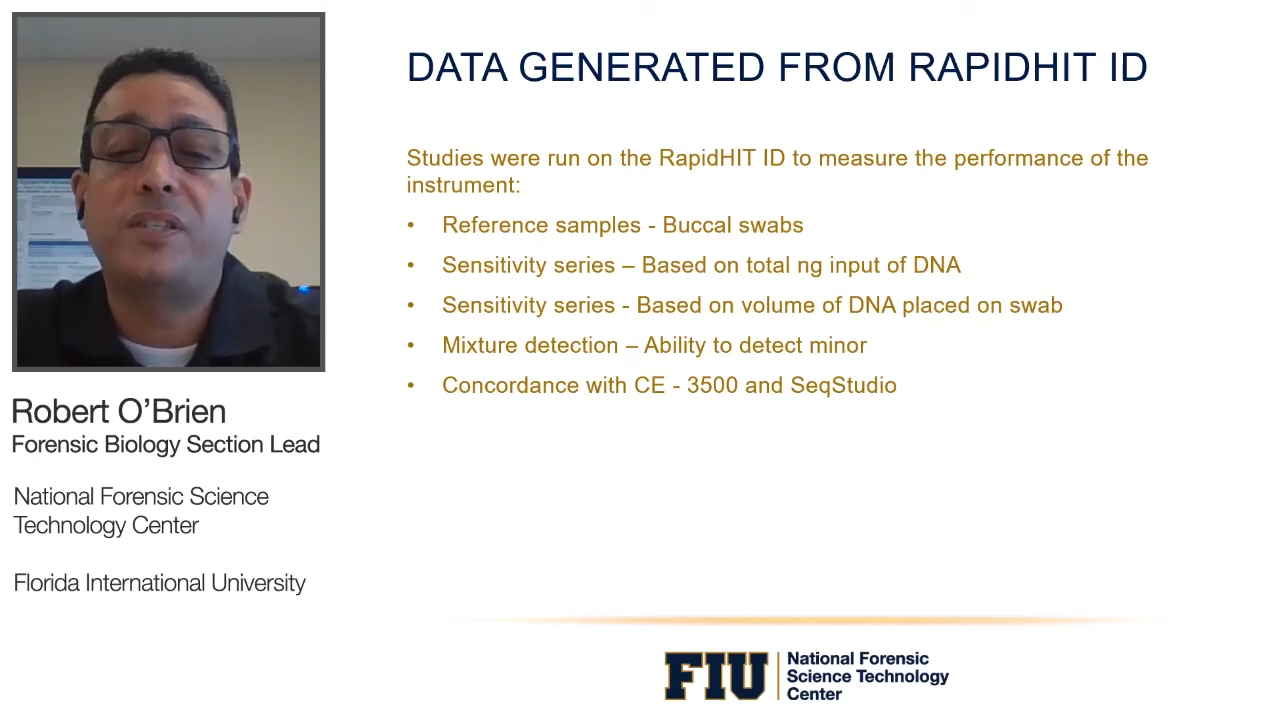 DATA GENERATED FROM RAPIDHIT ID
Studies were run on the RapidHIT ID to measure the performance of the
instrument:
• Reference samples - Buccal swabs
• Sensitivity series – Based on total ng input of DNA
• Sensitivity series - Based on volume of DNA placed on swab
• Mixture detection – Ability to detect minor
• Concordance with CE - 3500 and SeqStudio
Robert O’Brien
Forensic Biology Section Lead
National Forensic Science
Technology Center
Florida International University
FIU
National Forensic
Science Technology
Center